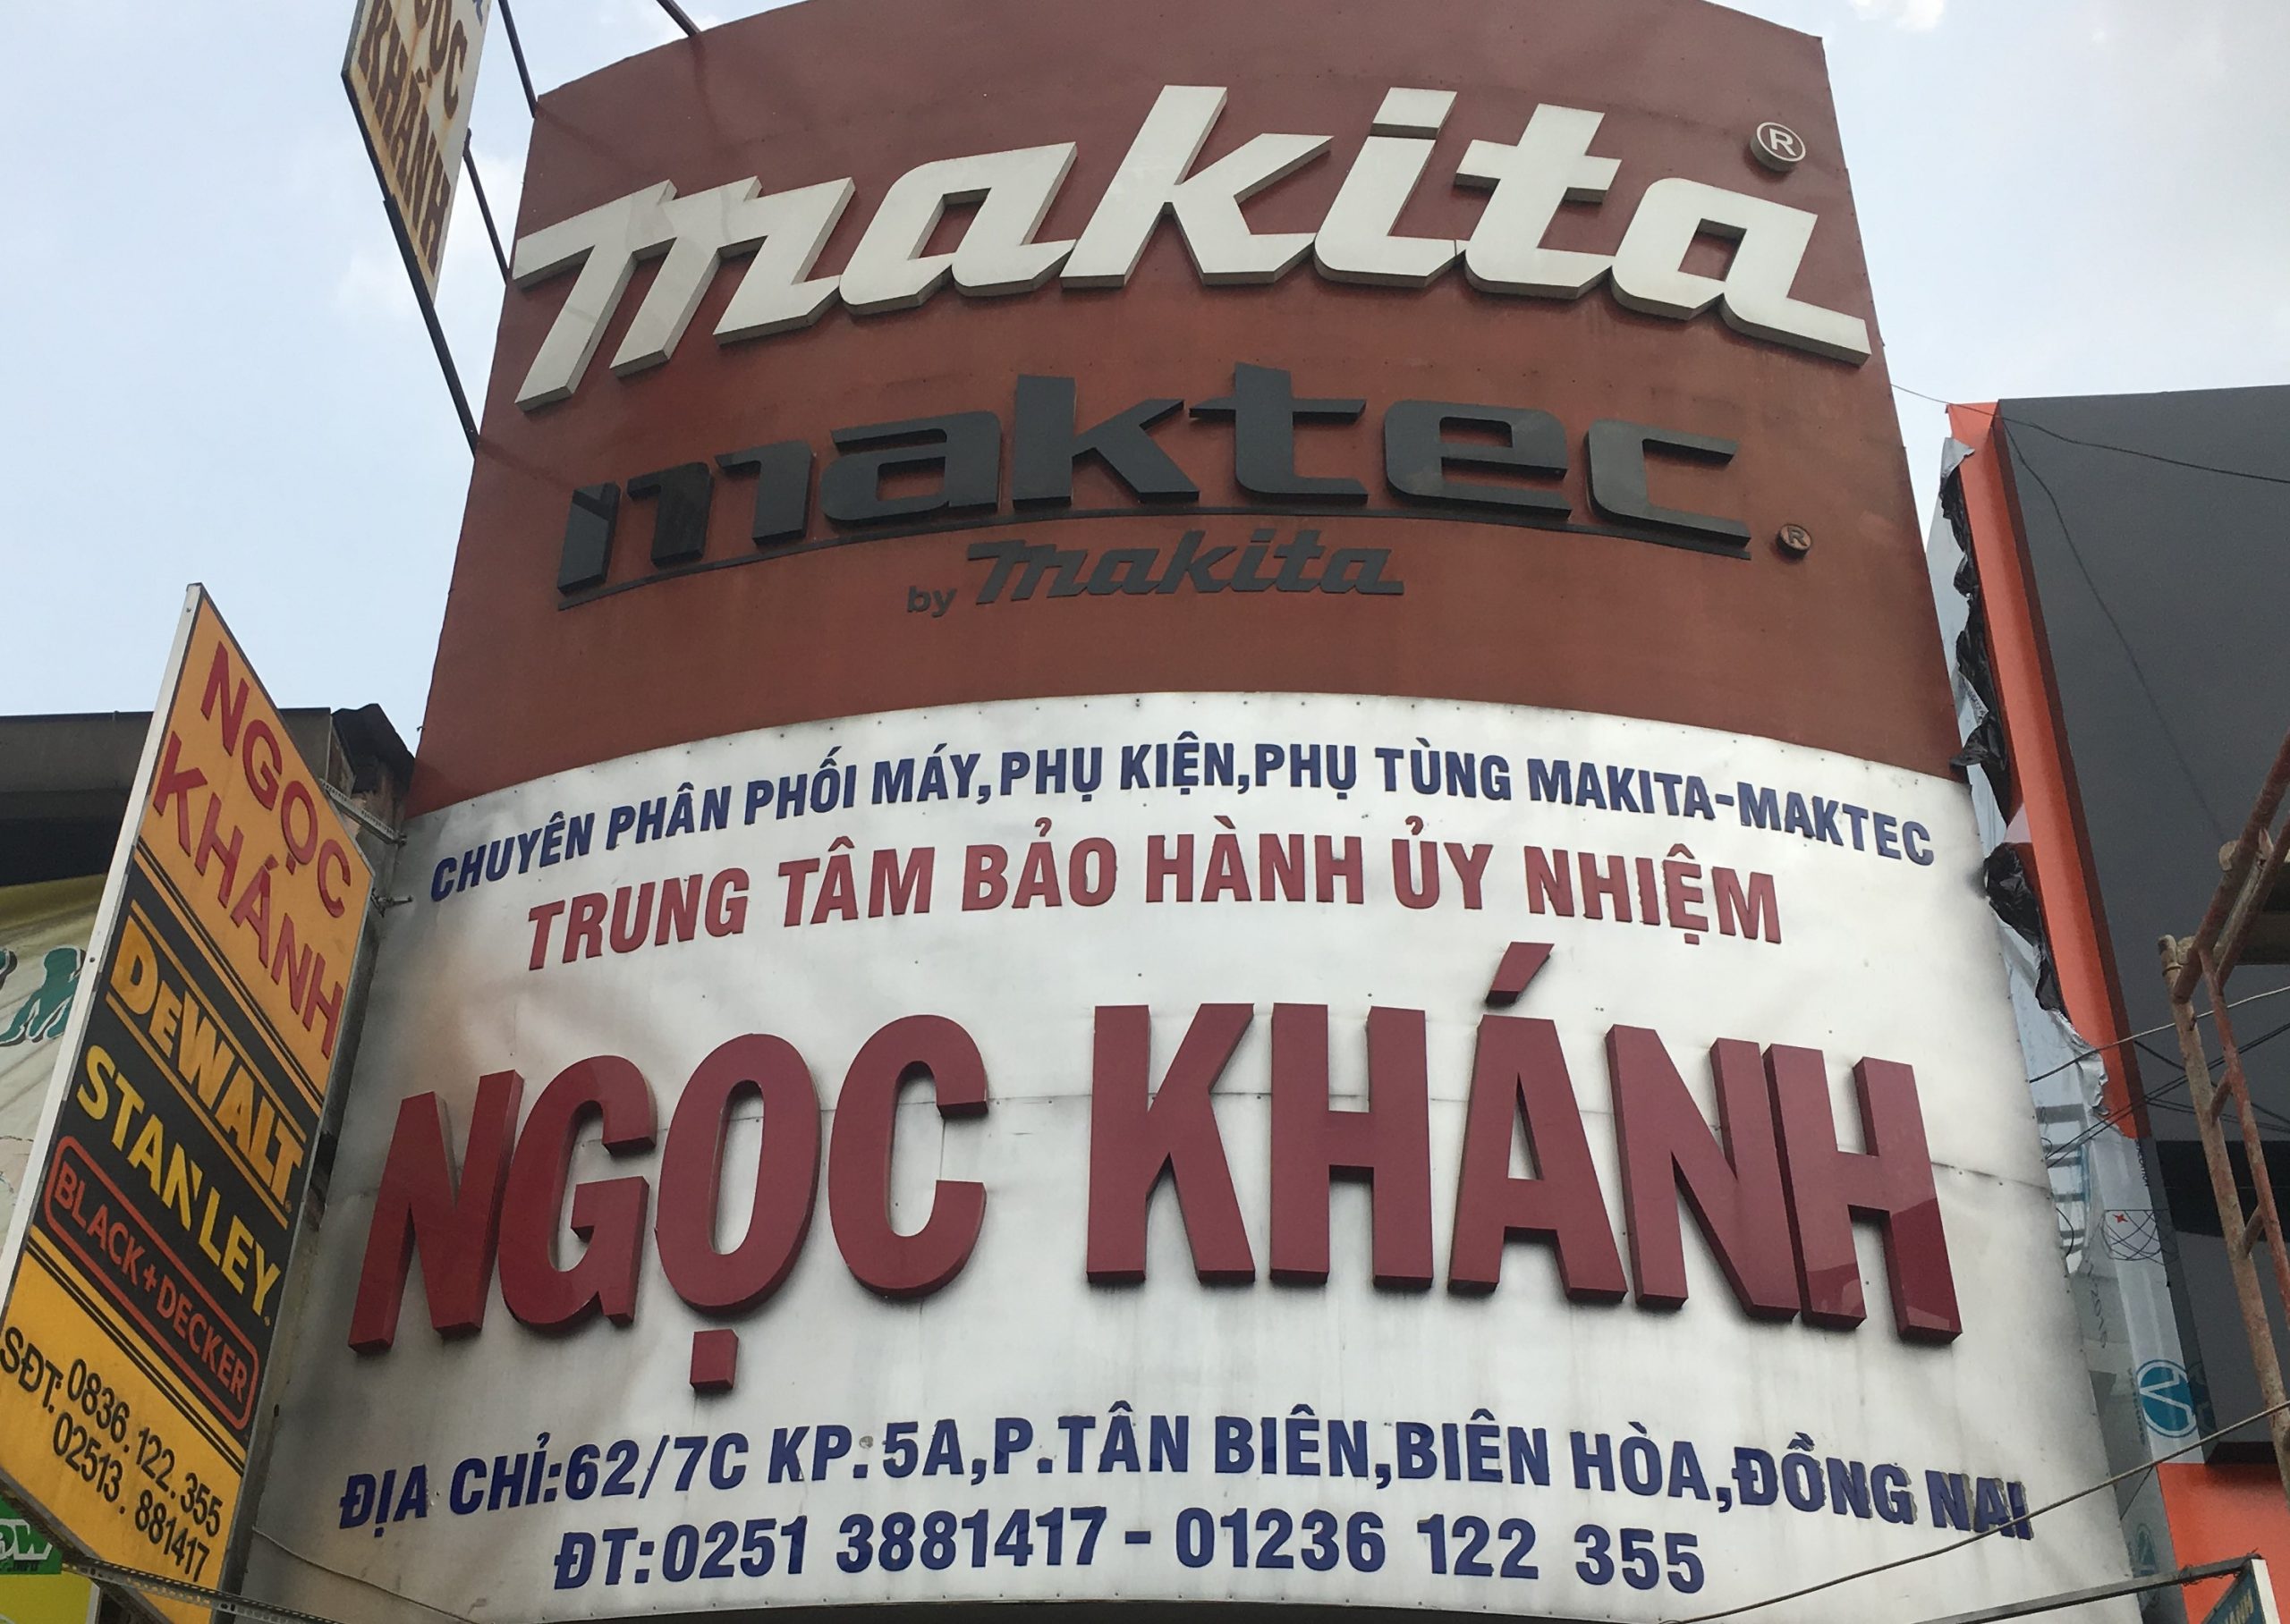 makita®
maktec®
by makita
CHUYÊN PHÂN PHỐI MÁY,PHỤ KIỆN,PHỤ TÙNG MAKITA-MAKTEC
TRUNG TÂM BẢO HÀNH ỦY NHIỆM
NGỌC KHÁNH
ĐỊA CHỈ:62/7C KP:5A,P.TÂN BIÊN,BIÊN HÒA,ĐỒNG NAI
ĐT:0251 3881417 - 01236 122 355
KHÁNH
NGỌC
KHÁNH
DEWALT
STANLEY
BLACK+DECKER
SĐT: 0836.122.355
02513.881417